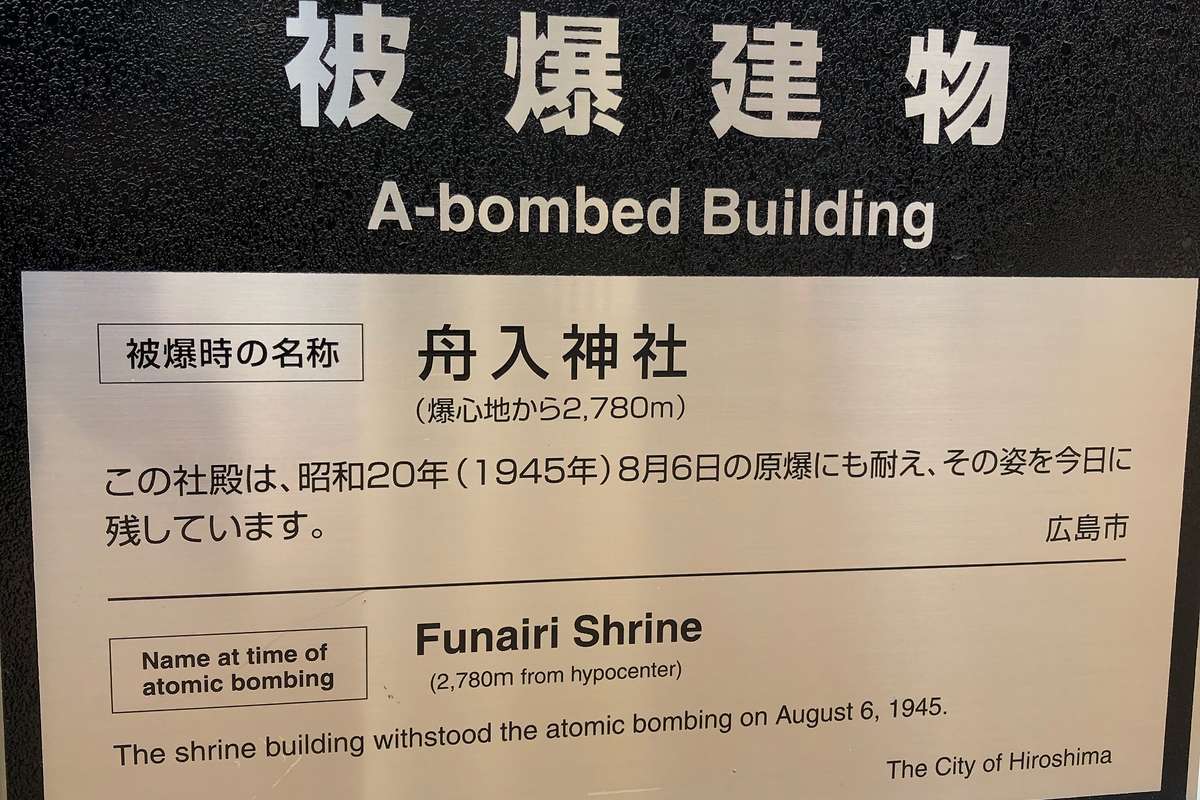 被爆建物
A-bombed Building
被爆時の名称
舟入神社
（爆心地から2,780m）
この社殿は、昭和20年（1945年）8月6日の原爆にも耐え、その姿を今日に
残しています。
広島市
Name at time of
atomic bombing
Funairi Shrine
(2,780m from hypocenter)
The shrine building withstood the atomic bombing on August 6, 1945.
The City of Hiroshima